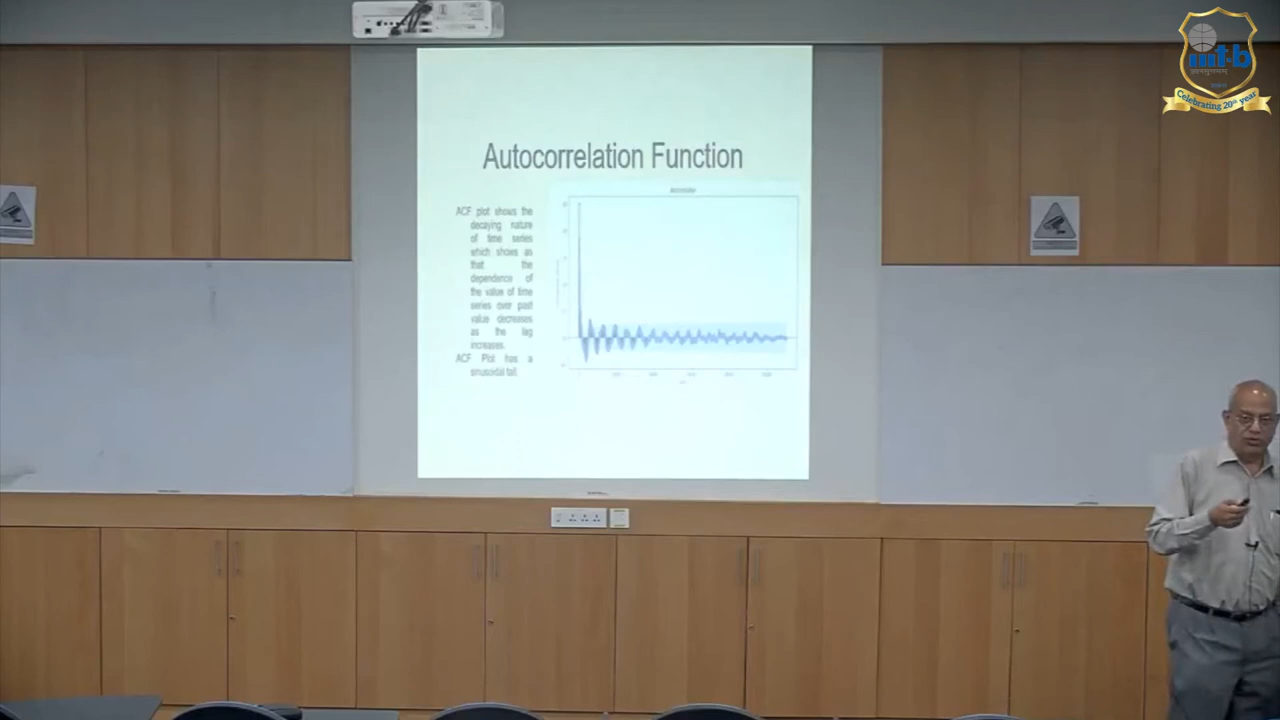 iiit-b
Celebrating 20th year
Autocorrelation Function
ACF plot shows the
decaying nature
of time series
which shows as
that the
dependence of
the value of time
series over past
value decreases
as the lag
increases.
ACF Plot has a
sinusoidal tail
Autocorrelation